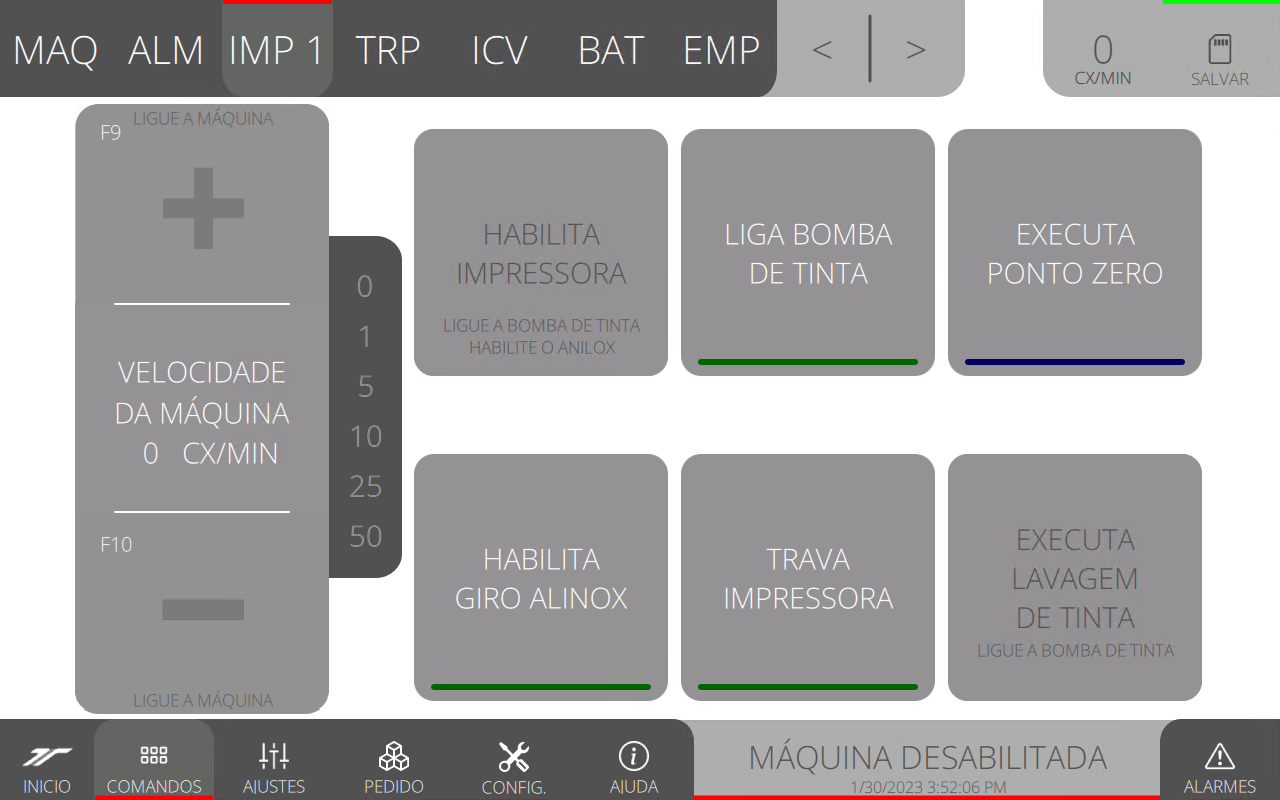 MAQ ALM IMP 1 TRP ICV BAT EMP < >
0
CX/MIN
SALVAR
LIGUE A MÁQUINA
F9
VELOCIDADE
DA MÁQUINA
0 CX/MIN
F10
LIGUE A MÁQUINA
0
1
5
10
25
50
HABILITA
IMPRESSORA
LIGUE A BOMBA DE TINTA
HABILITE O ANILOX
LIGA BOMBA
DE TINTA
EXECUTA
PONTO ZERO
HABILITA
GIRO ALINOX
TRAVA
IMPRESSORA
EXECUTA
LAVAGEM
DE TINTA
LIGUE A BOMBA DE TINTA
INICIO
COMANDOS
AJUSTES
PEDIDO
CONFIG.
AJUDA
MÁQUINA DESABILITADA
1/30/2023 3:52:06 PM
ALARMES